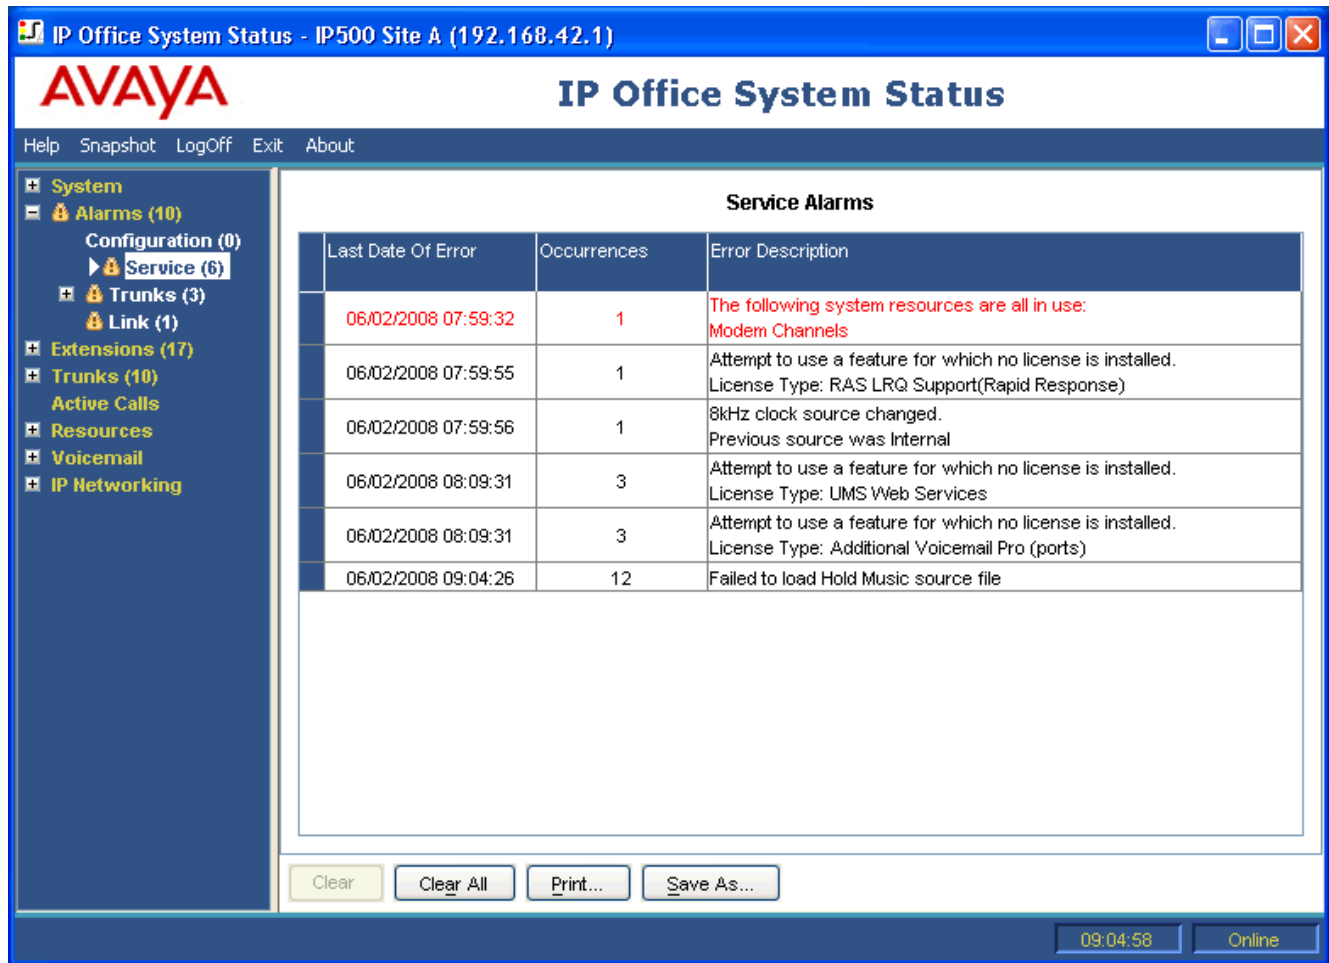 IP Office System Status - IP500 Site A (192.168.42.1)
AVAYA
IP Office System Status
Help Snapshot LogOff Exit About
System
Alarms (10)
Configuration (0)
Service (6)
Trunks (3)
Link (1)
Extensions (17)
Trunks (10)
Active Calls
Resources
Voicemail
IP Networking
Service Alarms
Last Date Of Error Occurrences Error Description
06/02/2008 07:59:32 1 The following system resources are all in use:
Modem Channels
06/02/2008 07:59:55 1 Attempt to use a feature for which no license is installed.
License Type: RAS LRQ Support(Rapid Response)
06/02/2008 07:59:56 1 8kHz clock source changed.
Previous source was Internal
06/02/2008 08:09:31 3 Attempt to use a feature for which no license is installed.
License Type: UMS Web Services
06/02/2008 08:09:31 3 Attempt to use a feature for which no license is installed.
License Type: Additional Voicemail Pro (ports)
06/02/2008 09:04:26 12 Failed to load Hold Music source file
Clear Clear All Print... Save As...
09:04:58 Online